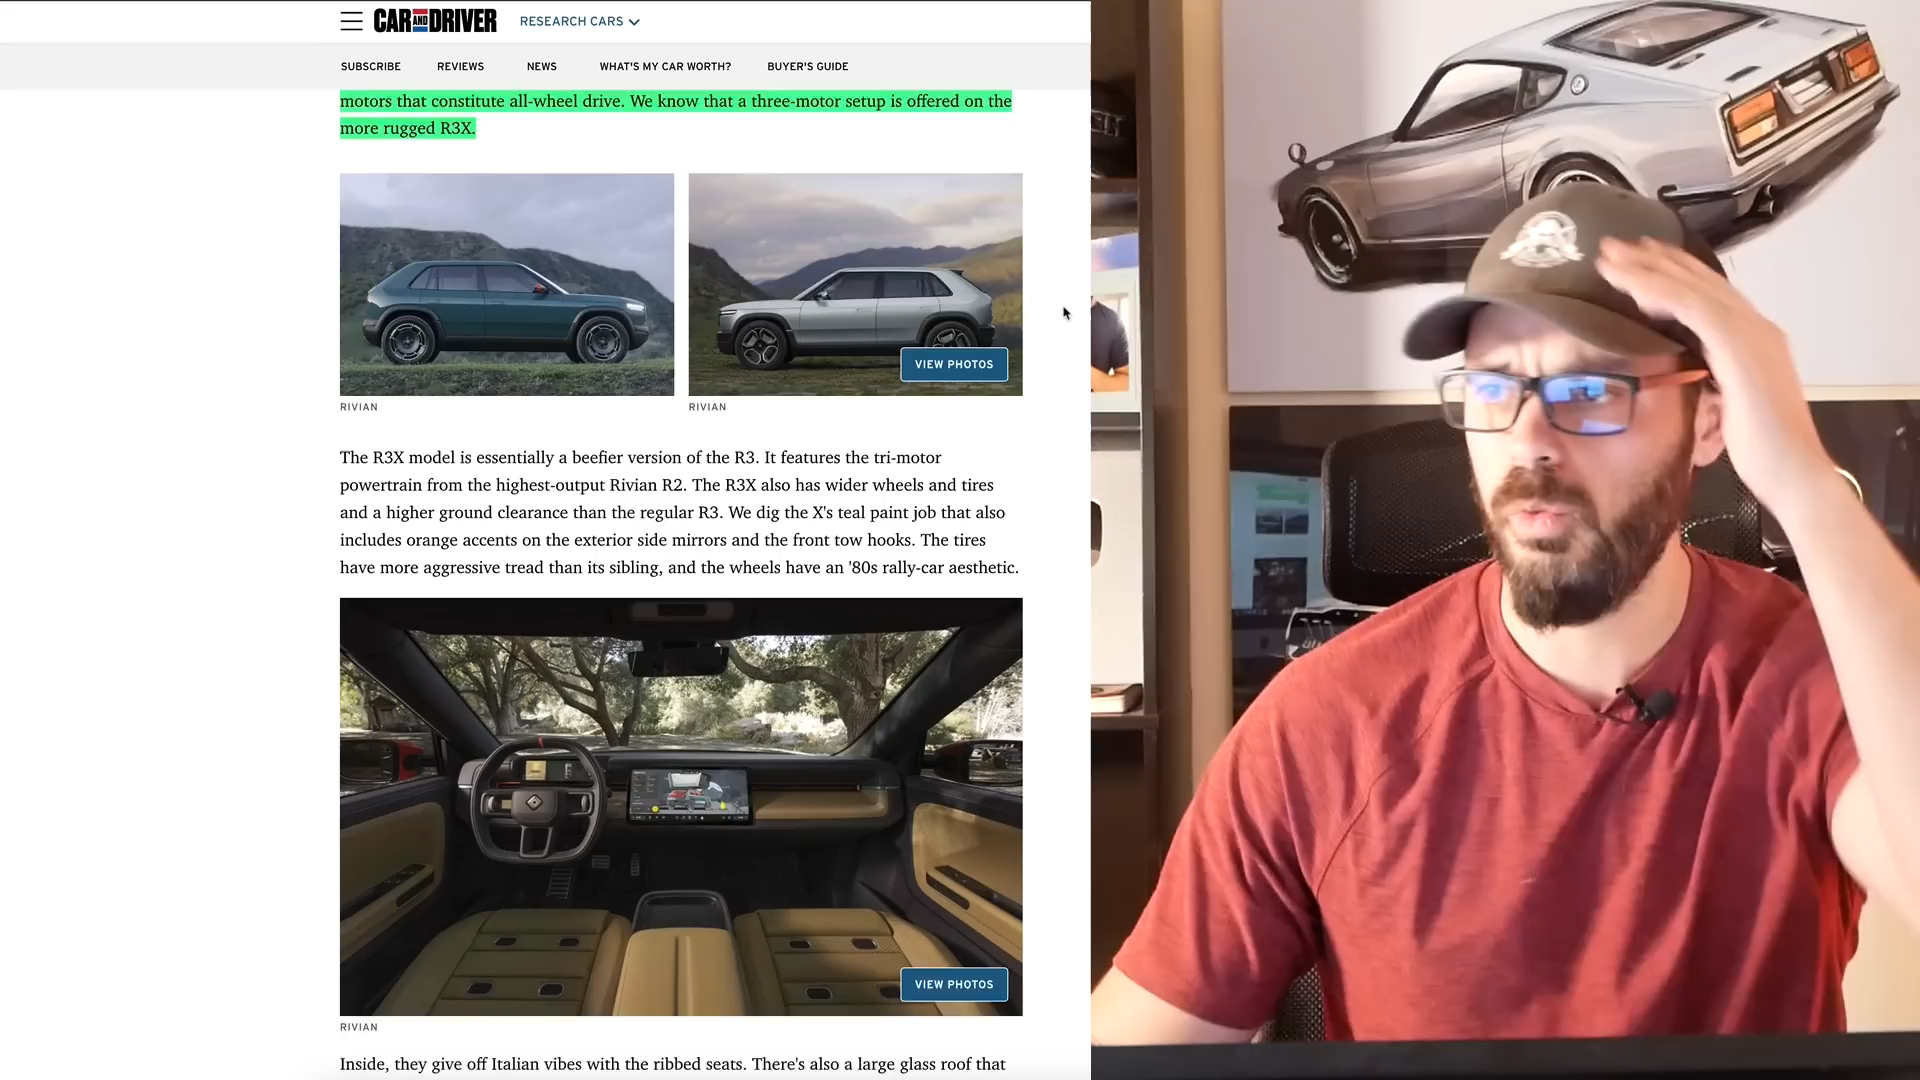 CAR AND DRIVER
RESEARCH CARS
SUBSCRIBE
REVIEWS
NEWS
WHAT'S MY CAR WORTH?
BUYER'S GUIDE
motors that constitute all-wheel drive. We know that a three-motor setup is offered on the
more rugged R3X.
VIEW PHOTOS
RIVIAN
RIVIAN
The R3X model is essentially a beefier version of the R3. It features the tri-motor
powertrain from the highest-output Rivian R2. The R3X also has wider wheels and tires
and a higher ground clearance than the regular R3. We dig the X's teal paint job that also
includes orange accents on the exterior side mirrors and the front tow hooks. The tires
have more aggressive tread than its sibling, and the wheels have an '80s rally-car aesthetic.
VIEW PHOTOS
RIVIAN
Inside, they give off Italian vibes with the ribbed seats. There's also a large glass roof that